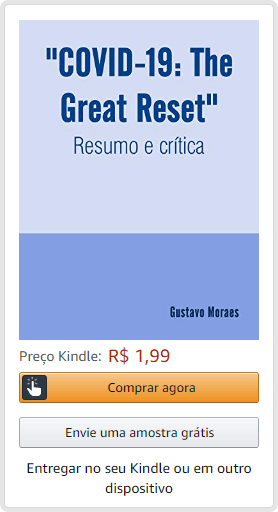 "COVID-19: The
Great Reset"
Resumo e crítica
Gustavo Moraes
Preço Kindle: R$ 1,99
Comprar agora
Envie uma amostra grátis
Entregar no seu Kindle ou em outro
dispositivo